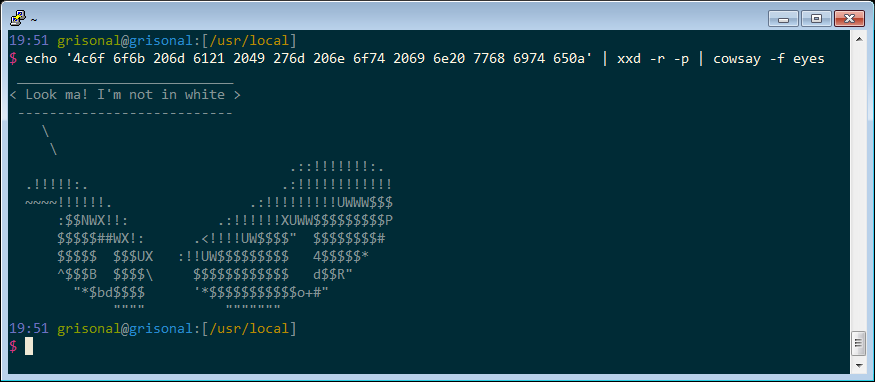 ~
19:51 grisonal@grisonal:[/usr/local]
$ echo '4c6f 6f6b 206d 6121 2049 276d 206e 6f74 2069 6e20 7768 6974 650a' | xxd -r -p | cowsay -f eyes
 ___________________________
< Look ma! I'm not in white >
 ---------------------------
    \
     \
                                   .::!!!!!!!:.
  .!!!!!:.                        .:!!!!!!!!!!!!
  ~~~~!!!!!!.                 .:!!!!!!!!!UWWW$$$
      :$$NWX!!:           .:!!!!!!XUWW$$$$$$$$$P
      $$$$$##WX!:      .<!!!!UW$$$$"  $$$$$$$$#
      $$$$$  $$$UX   :!!UW$$$$$$$$$   4$$$$$*
      ^$$$B  $$$$\     $$$$$$$$$$$$   d$$R"
        "*$bd$$$$      '*$$$$$$$$$$$o+#"
             """"          """""""
19:51 grisonal@grisonal:[/usr/local]
$